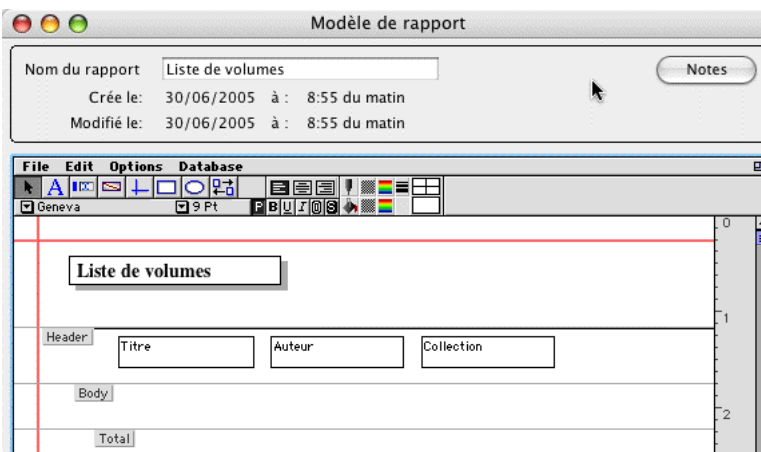 Modèle de rapport
Nom du rapport Liste de volumes Notes
Crée le: 30/06/2005 à : 8:55 du matin
Modifié le: 30/06/2005 à : 8:55 du matin
File Edit Options Database
A
Geneva 9 Pt P B U I O S
0
Liste de volumes
1
Header
Titre Auteur Collection
Body
2
Total